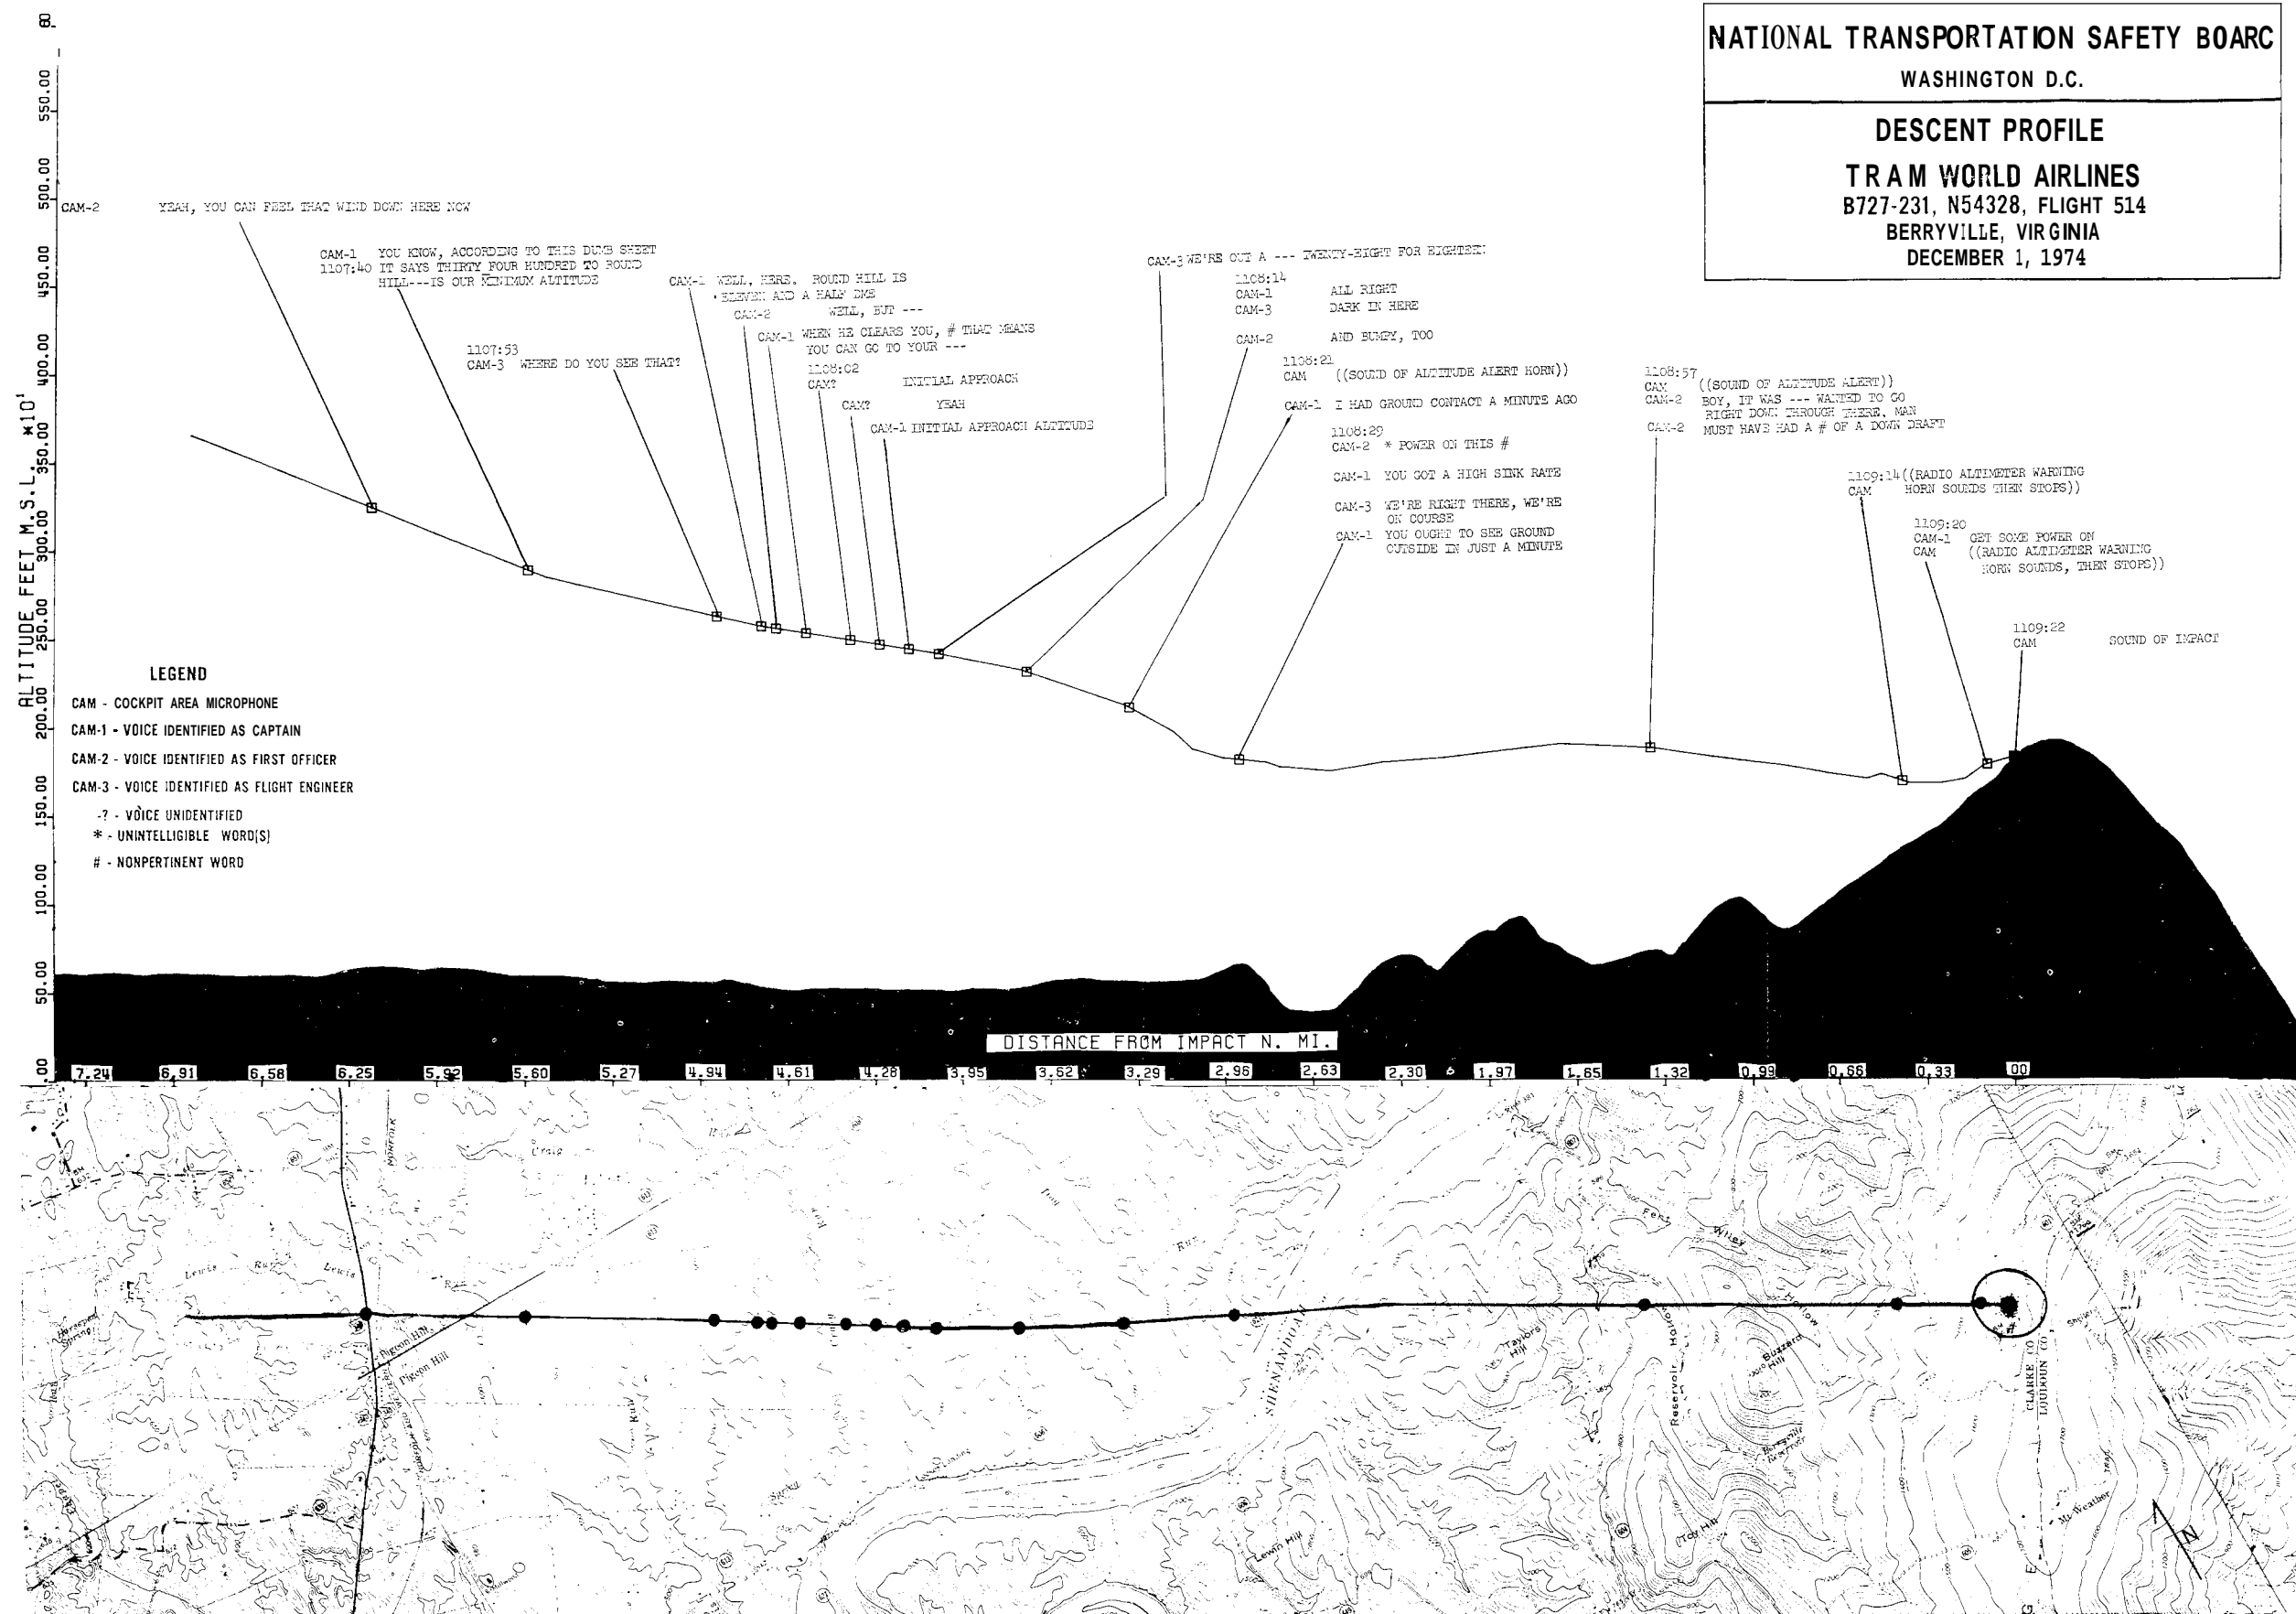 NATIONAL TRANSPORTATION SAFETY BOARC
WASHINGTON D.C.
DESCENT PROFILE
TRAM WORLD AIRLINES
B727-231, N54328, FLIGHT 514
BERRYVILLE, VIRGINIA
DECEMBER 1, 1974
ALTITUDE FEET M.S.L. *10¹
550.00
500.00
450.00
400.00
350.00
300.00
250.00
200.00
150.00
100.00
50.00
.00
CAM-2 YEAH, YOU CAN FEEL THAT WIND DOWN HERE NOW
CAM-1 YOU KNOW, ACCORDING TO THIS DUMB SHEET
1107:40 IT SAYS THIRTY FOUR HUNDRED TO ROUND
HILL---IS OUR MINIMUM ALTITUDE
1107:53
CAM-3 WHERE DO YOU SEE THAT?
CAM-1 WELL, HERE. ROUND HILL IS
ELEVEN AND A HALF DME
CAM-2 WELL, BUT ---
CAM-1 WHEN HE CLEARS YOU, # THAT MEANS
YOU CAN GO TO YOUR ---
1108:02
CAM? INITIAL APPROACH
CAM? YEAH
CAM-1 INITIAL APPROACH ALTITUDE
CAM-3 WE'RE OUT A --- TWENTY-EIGHT FOR EIGHTEEN
1108:14
CAM-1 ALL RIGHT
CAM-3 DARK IN HERE
CAM-2 AND BUMPY, TOO
1108:21
CAM ((SOUND OF ALTITUDE ALERT HORN))
CAM-1 I HAD GROUND CONTACT A MINUTE AGO
1108:29
CAM-2 * POWER ON THIS #
CAM-1 YOU GOT A HIGH SINK RATE
CAM-3 WE'RE RIGHT THERE, WE'RE
ON COURSE
CAM-1 YOU OUGHT TO SEE GROUND
OUTSIDE IN JUST A MINUTE
1108:57
CAM ((SOUND OF ALTITUDE ALERT))
CAM-2 BOY, IT WAS --- WANTED TO GO
RIGHT DOWN THROUGH THERE, MAN
CAM-2 MUST HAVE HAD A # OF A DOWN DRAFT
1109:14 ((RADIO ALTIMETER WARNING
CAM HORN SOUNDS THEN STOPS))
1109:20
CAM-1 GET SOME POWER ON
CAM ((RADIO ALTIMETER WARNING
HORN SOUNDS, THEN STOPS))
1109:22
CAM SOUND OF IMPACT
LEGEND
CAM - COCKPIT AREA MICROPHONE
CAM-1 - VOICE IDENTIFIED AS CAPTAIN
CAM-2 - VOICE IDENTIFIED AS FIRST OFFICER
CAM-3 - VOICE IDENTIFIED AS FLIGHT ENGINEER
-? - VOICE UNIDENTIFIED
* - UNINTELLIGIBLE WORD(S)
# - NONPERTINENT WORD
DISTANCE FROM IMPACT N. MI.
7.24 6.91 6.58 6.25 5.92 5.60 5.27 4.94 4.61 4.28 3.95 3.62 3.29 2.96 2.63 2.30 1.97 1.65 1.32 0.99 0.66 0.33 00
NORFOLK
Craig
Run
Lewis Run Lewis Run
Pigeon Hill
Pigeon Hill
SHENANDOAH
Fent Wiley
Hollow
Taylors
Hill
Reservoir Hollow
Buzzard
Hill
CLARKE CO
LOUDOUN CO
Lewin Hill
Toy Hill
Mt Weather
N